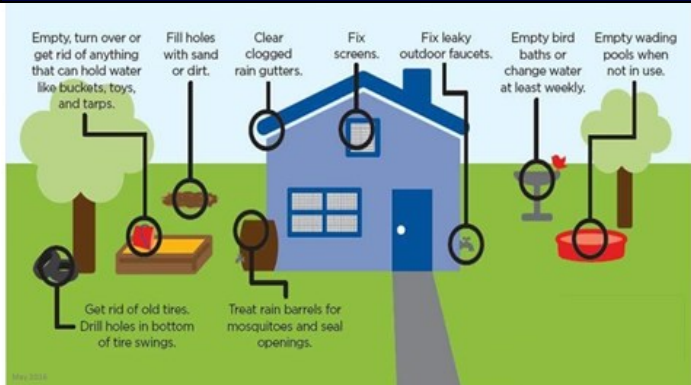 Empty, turn over or
get rid of anything
that can hold water
like buckets, toys,
and tarps.
Fill holes
with sand
or dirt.
Clear
clogged
rain gutters.
Fix
screens.
Fix leaky
outdoor faucets.
Empty bird
baths or
change water
at least weekly.
Empty wading
pools when
not in use.
Get rid of old tires.
Drill holes in bottom
of tire swings.
Treat rain barrels for
mosquitoes and seal
openings.